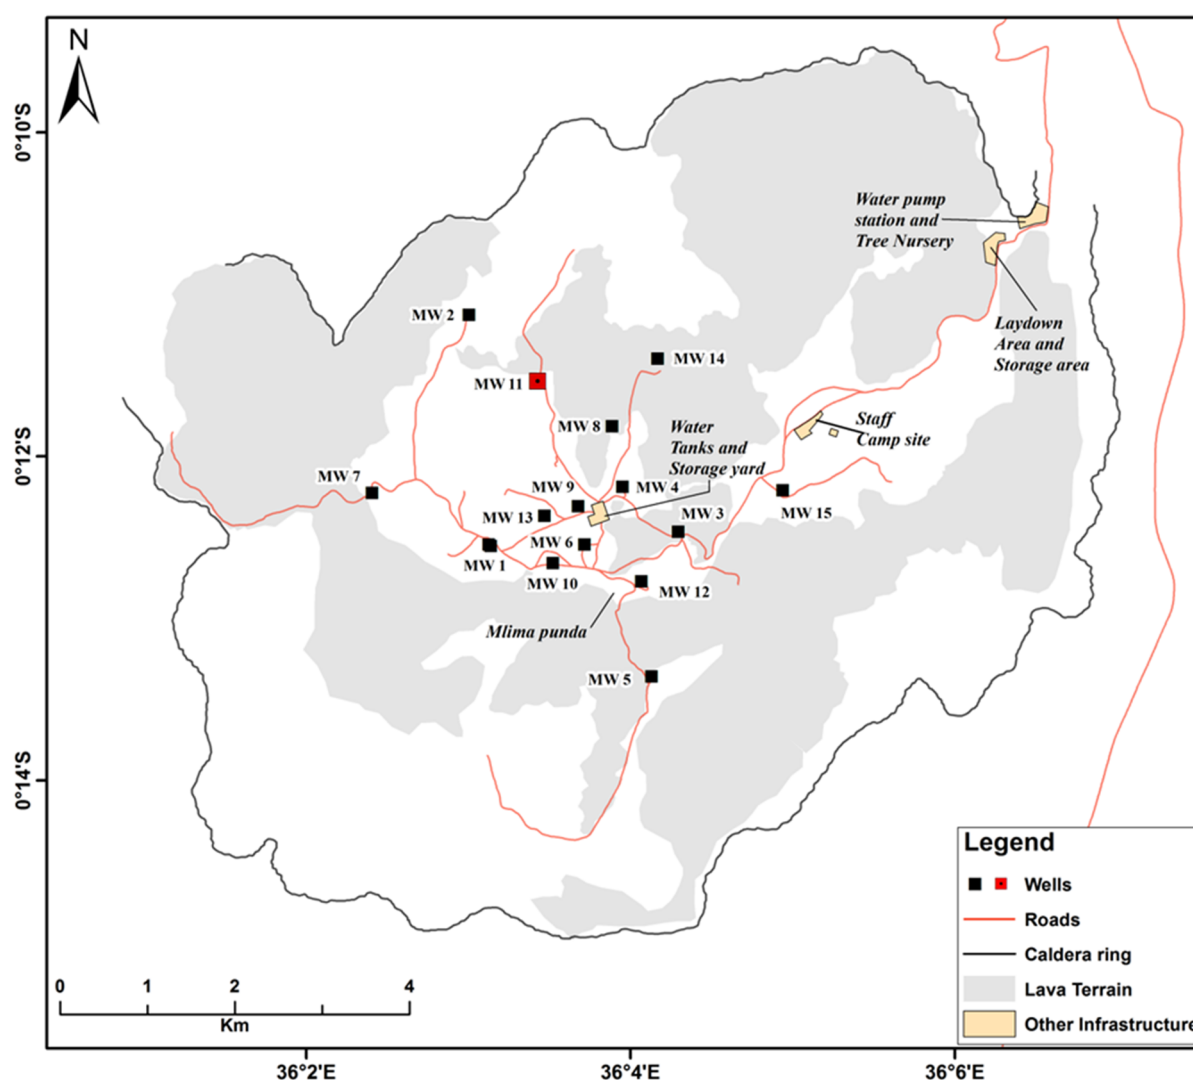 N
0°10'S
0°12'S
0°14'S
36°2'E
36°4'E
36°6'E
Water pump
station and
Tree Nursery
Laydown
Area and
Storage area
MW 2
MW 14
MW 11
MW 8
Water
Tanks and
Storage yard
Staff
Camp site
MW 7
MW 9
MW 4
MW 15
MW 13
MW 3
MW 6
MW 1
MW 10
MW 12
Mlima punda
MW 5
0 1 2 4
Km
Legend
Wells
Roads
Caldera ring
Lava Terrain
Other Infrastructure